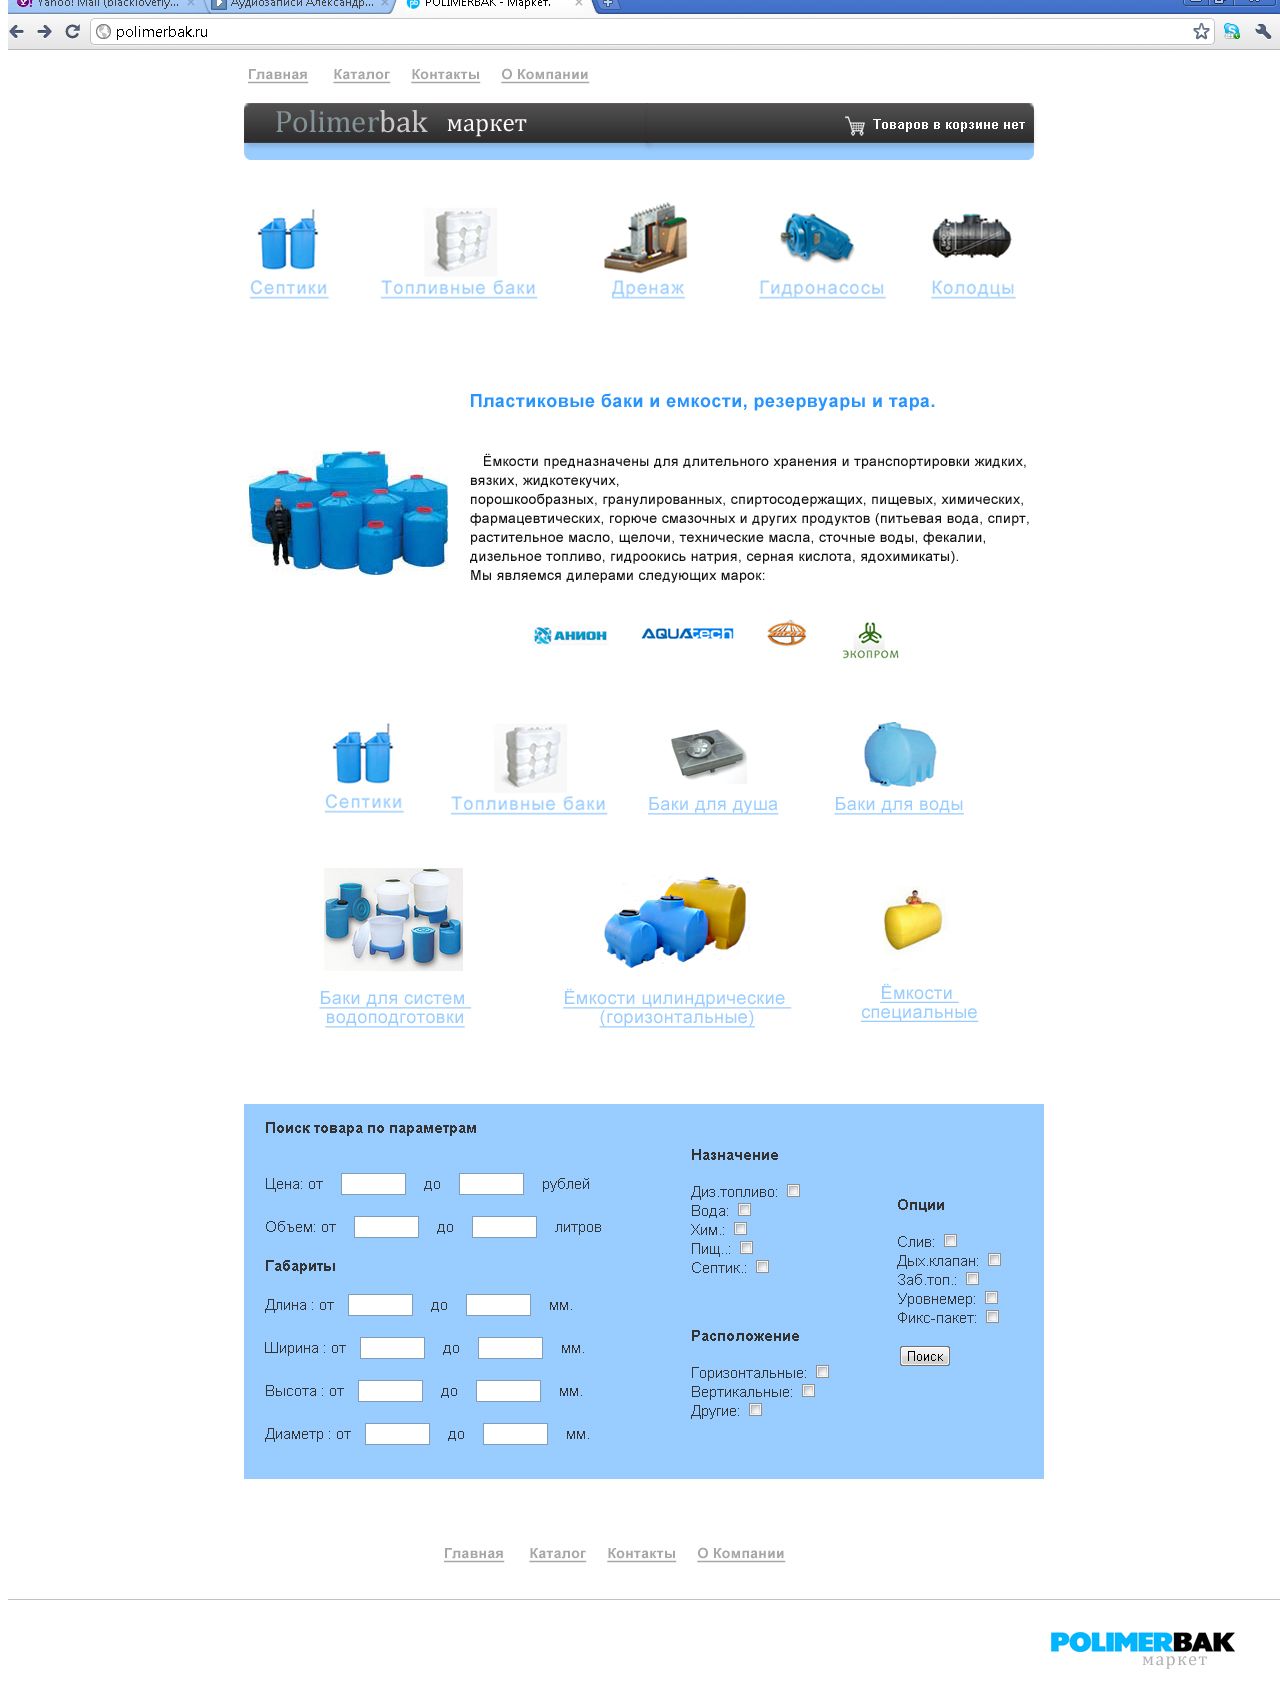 Yahoo! Mail (blacklovefly...
Аудиозаписи Александр...
POLIMERBAK - Маркет.
polimerbak.ru
Главная Каталог Контакты О Компании
Polimerbak маркет
Товаров в корзине нет
Септики Топливные баки Дренаж Гидронасосы Колодцы
Пластиковые баки и емкости, резервуары и тара.
Ёмкости предназначены для длительного хранения и транспортировки жидких,
вязких, жидкотекучих,
порошкообразных, гранулированных, спиртосодержащих, пищевых, химических,
фармацевтических, горюче смазочных и других продуктов (питьевая вода, спирт,
растительное масло, щелочи, технические масла, сточные воды, фекалии,
дизельное топливо, гидроокись натрия, серная кислота, ядохимикаты).
Мы являемся дилерами следующих марок:
АНИОН AQUAtech
ЭКОПРОМ
Септики Топливные баки Баки для душа Баки для воды
Баки для систем
водоподготовки
Ёмкости цилиндрические
(горизонтальные)
Ёмкости
специальные
Поиск товара по параметрам
Цена: от до рублей
Объем: от до литров
Габариты
Длина : от до мм.
Ширина : от до мм.
Высота : от до мм.
Диаметр : от до мм.
Назначение
Диз.топливо:
Вода:
Хим.:
Пищ..:
Септик.:
Расположение
Горизонтальные:
Вертикальные:
Другие:
Опции
Слив:
Дых.клапан:
Заб.топ.:
Уровнемер:
Фикс-пакет:
Поиск
Главная Каталог Контакты О Компании
POLIMERBAK
маркет